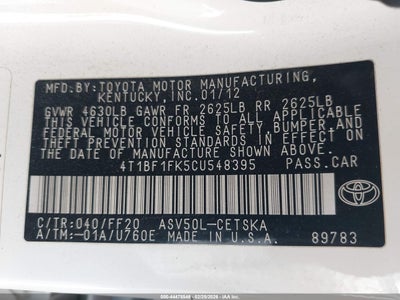 MFD.BY:TOYOTA MOTOR MANUFACTURING,
KENTUCKY,INC.01/12
GVWR 4630LB GAWR FR 2625LB RR 2625LB
THIS VEHICLE CONFORMS TO ALL APPLICABLE
FEDERAL MOTOR VEHICLE SAFETY, BUMPER, AND
THEFT PREVENTION STANDARDS IN EFFECT ON
THE DATE OF MANUFACTURE SHOWN ABOVE.
4T1BF1FK5CU548395 PASS.CAR
C/TR:040/FF20 ASV50L-CETSKA
A/TM:-01A/U760E MADE IN U.S.A. 89783
TOYOTA